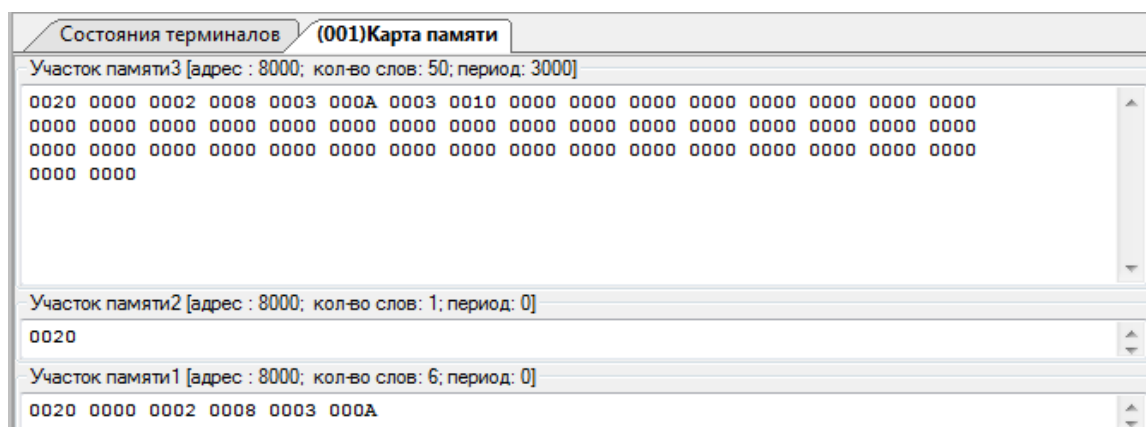 Состояния терминалов (001)Карта памяти
Участок памяти3 [адрес : 8000; кол-во слов: 50; период: 3000]
0020 0000 0002 0008 0003 000A 0003 0010 0000 0000 0000 0000 0000 0000 0000 0000
0000 0000 0000 0000 0000 0000 0000 0000 0000 0000 0000 0000 0000 0000 0000 0000
0000 0000 0000 0000 0000 0000 0000 0000 0000 0000 0000 0000 0000 0000 0000 0000
0000 0000
Участок памяти2 [адрес : 8000; кол-во слов: 1; период: 0]
0020
Участок памяти1 [адрес : 8000; кол-во слов: 6; период: 0]
0020 0000 0002 0008 0003 000A